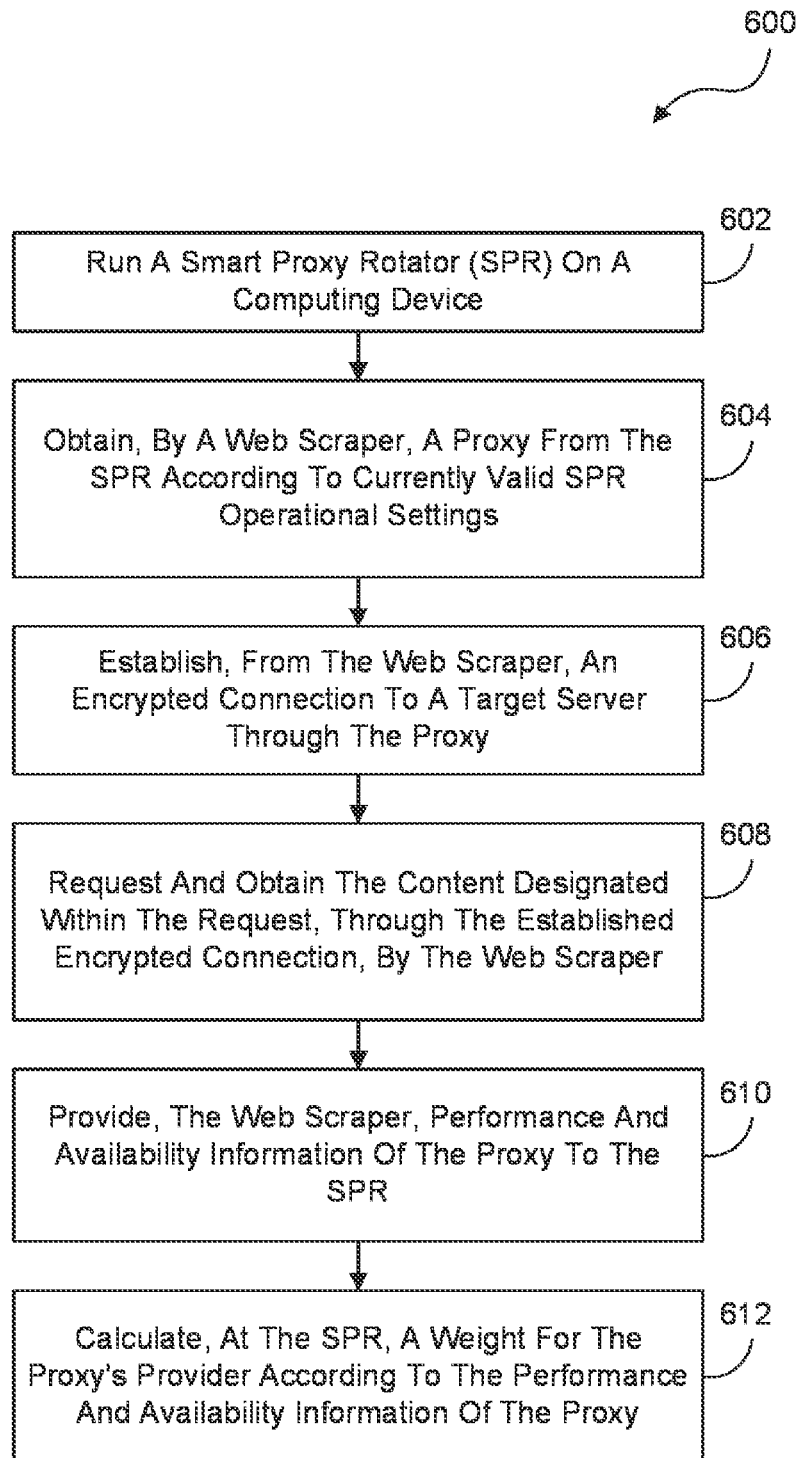 600
602
Run A Smart Proxy Rotator (SPR) On A
Computing Device
604
Obtain, By A Web Scraper, A Proxy From The
SPR According To Currently Valid SPR
Operational Settings
606
Establish, From The Web Scraper, An
Encrypted Connection To A Target Server
Through The Proxy
608
Request And Obtain The Content Designated
Within The Request, Through The Established
Encrypted Connection, By The Web Scraper
610
Provide, The Web Scraper, Performance And
Availability Information Of The Proxy To The
SPR
612
Calculate, At The SPR, A Weight For The
Proxy's Provider According To The Performance
And Availability Information Of The Proxy